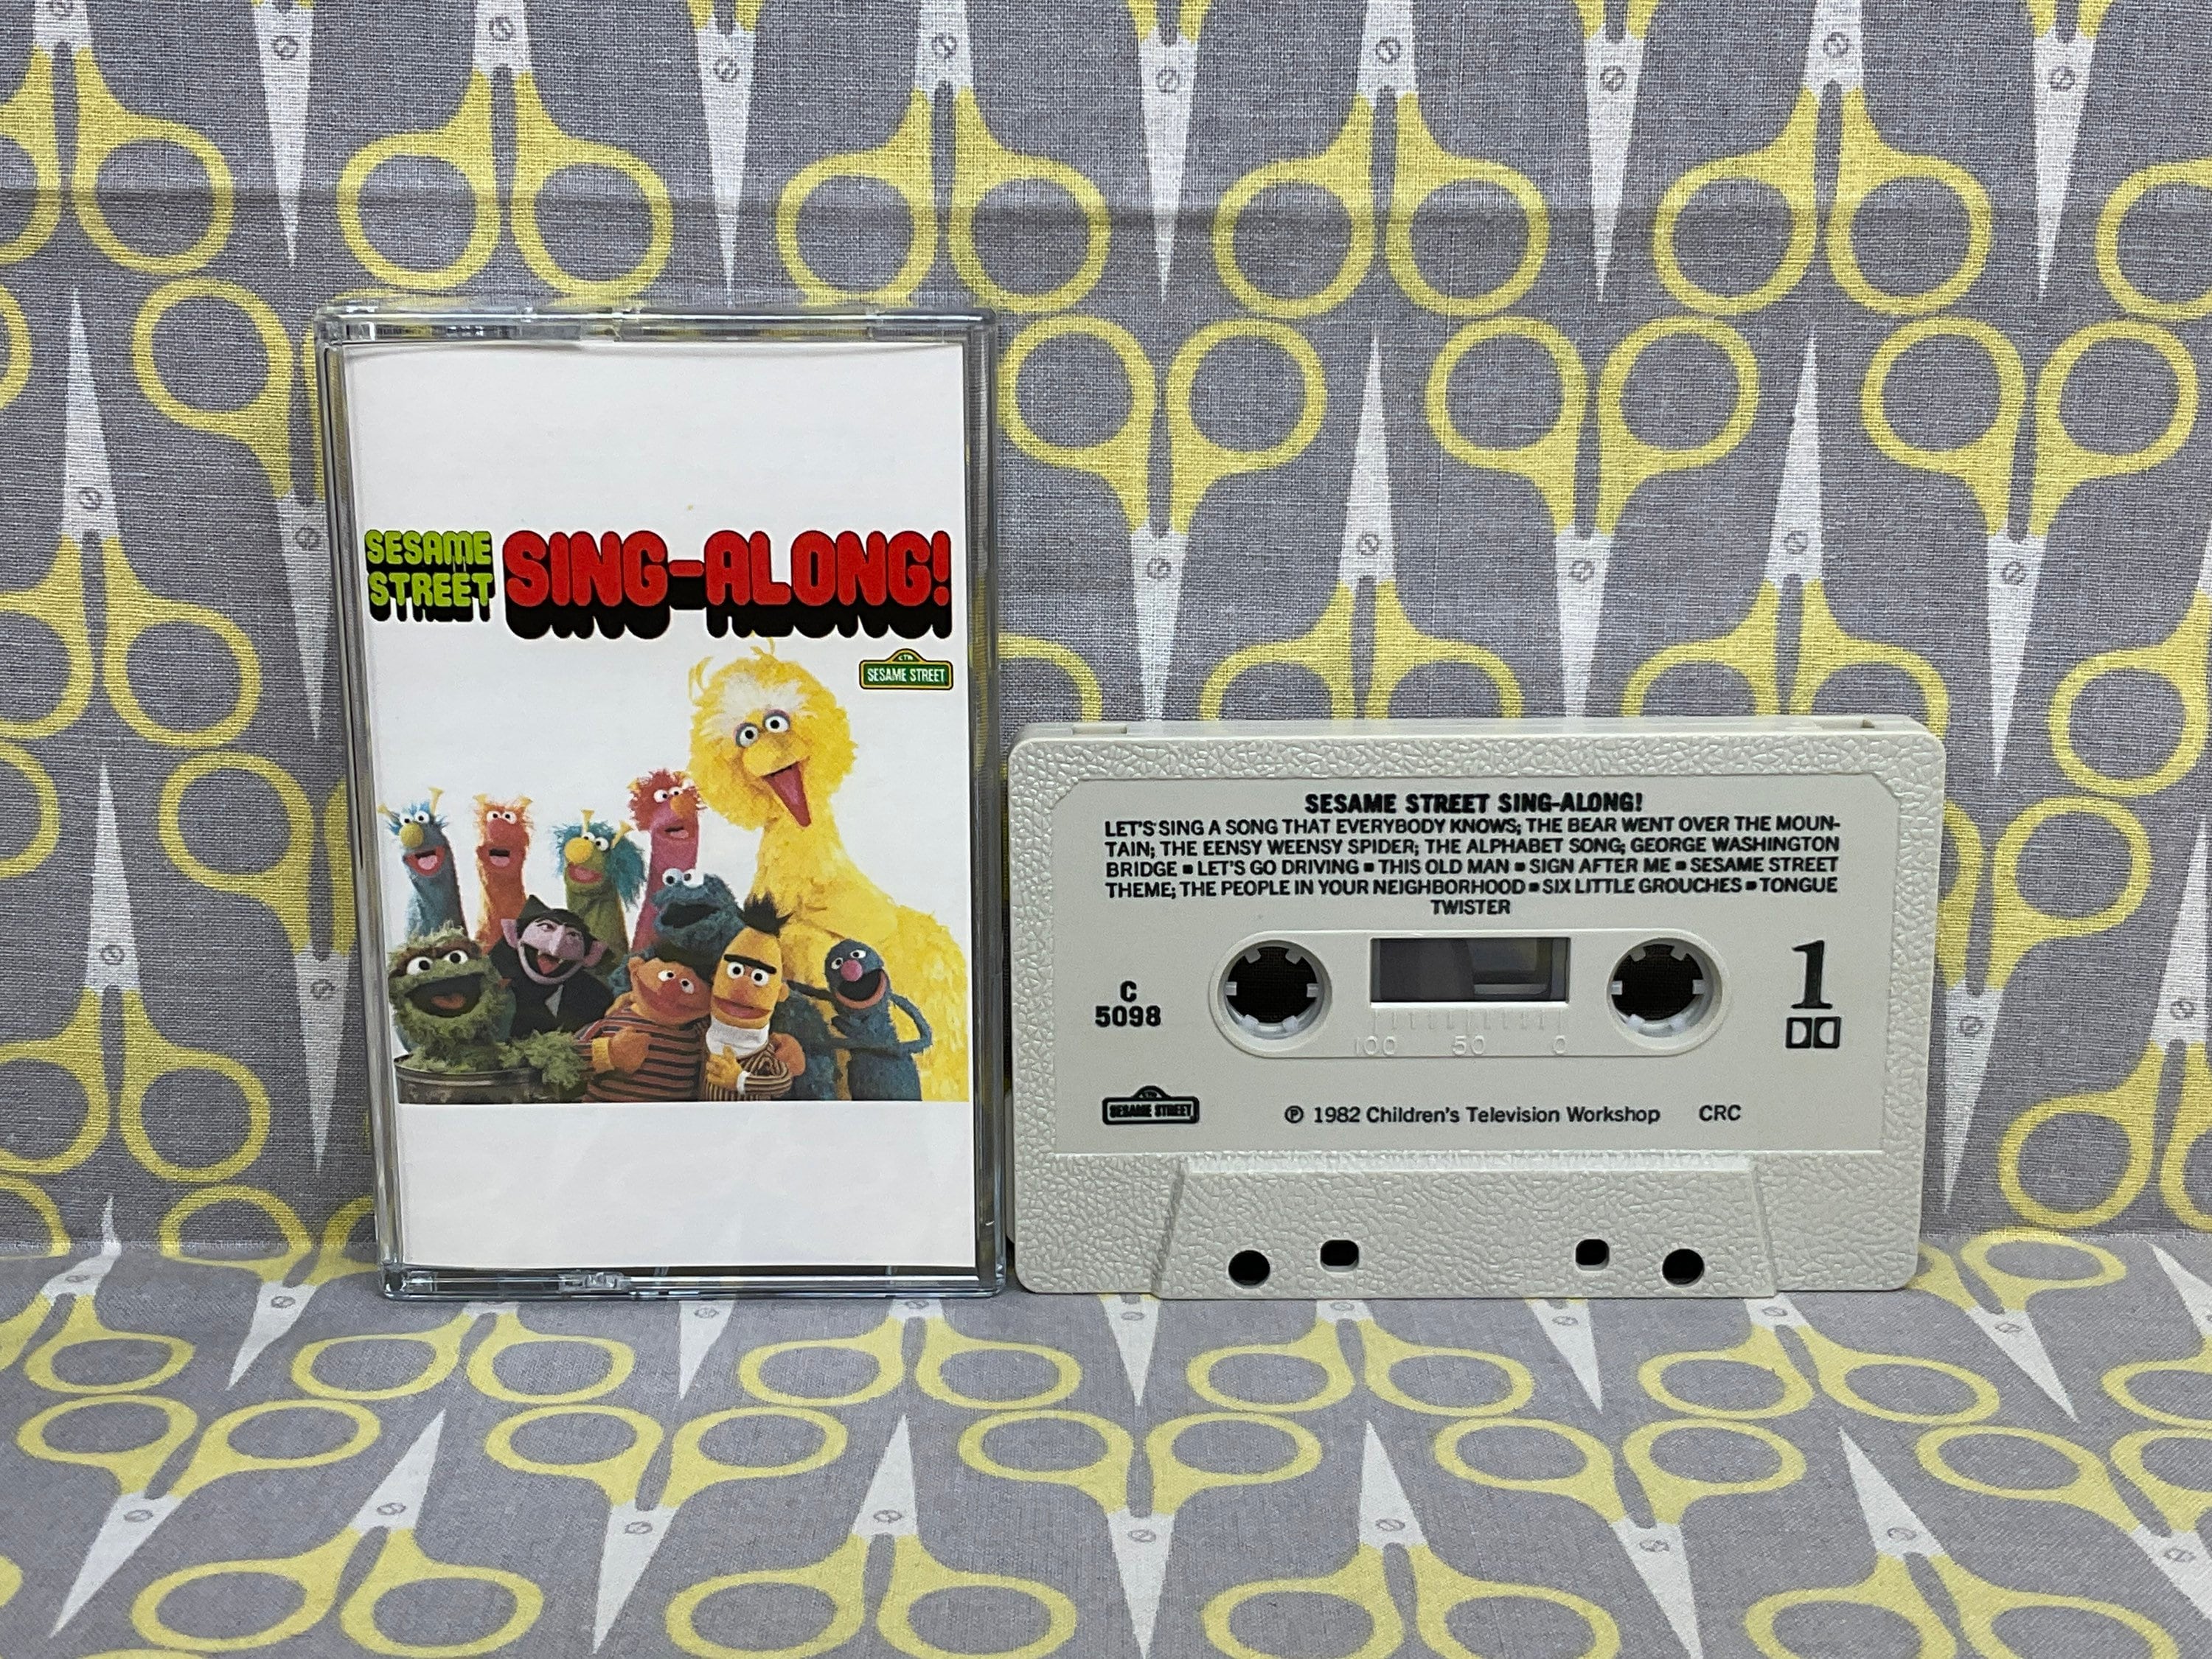 SESAME STREET
SING-ALONG!
CTW
SESAME STREET
SESAME STREET SING-ALONG!
LET'S SING A SONG THAT EVERYBODY KNOWS; THE BEAR WENT OVER THE MOUN-
TAIN; THE EENSY WEENSY SPIDER; THE ALPHABET SONG; GEORGE WASHINGTON
BRIDGE ■ LET'S GO DRIVING ■ THIS OLD MAN ■ SIGN AFTER ME ■ SESAME STREET
THEME; THE PEOPLE IN YOUR NEIGHBORHOOD ■ SIX LITTLE GROUCHES ■ TONGUE
TWISTER
C
5098
1
100 50 0
CTW
SESAME STREET
℗ 1982 Children's Television Workshop CRC